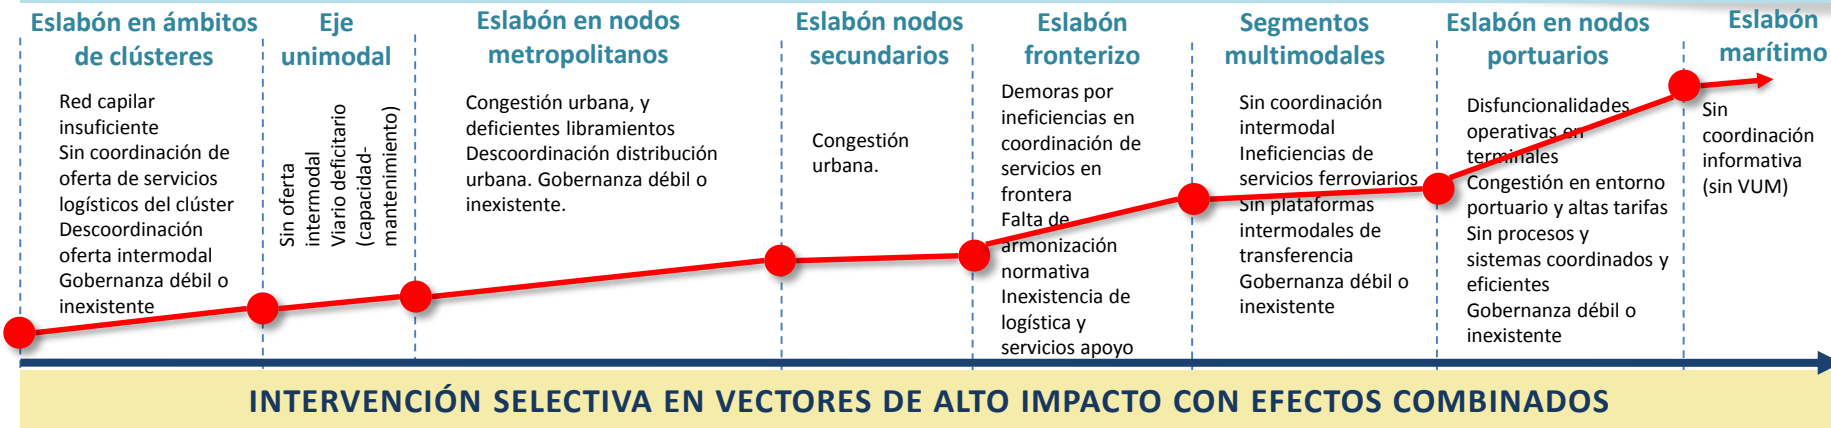 Eslabón en ámbitos
de clústeres
Red capilar
insuficiente
Sin coordinación de
oferta de servicios
logísticos del clúster
Descoordinación
oferta intermodal
Gobernanza débil o
inexistente
Eje
unimodal
Sin oferta
intermodal
Viario deficitario
(capacidad-
mantenimiento)
Eslabón en nodos
metropolitanos
Congestión urbana, y
deficientes libramientos
Descoordinación distribución
urbana. Gobernanza débil o
inexistente.
Eslabón nodos
secundarios
Congestión
urbana.
Eslabón
fronterizo
Demoras por
ineficiencias en
coordinación de
servicios en
frontera
Falta de
armonización
normativa
Inexistencia de
logística y
servicios apoyo
Segmentos
multimodales
Sin coordinación
intermodal
Ineficiencias de
servicios ferroviarios
Sin plataformas
intermodales de
transferencia
Gobernanza débil o
inexistente
Eslabón en nodos
portuarios
Disfuncionalidades
operativas en
terminales
Congestión en entorno
portuario y altas tarifas
Sin procesos y
sistemas coordinados y
eficientes
Gobernanza débil o
inexistente
Eslabón
marítimo
Sin
coordinación
informativa
(sin VUM)
INTERVENCIÓN SELECTIVA EN VECTORES DE ALTO IMPACTO CON EFECTOS COMBINADOS